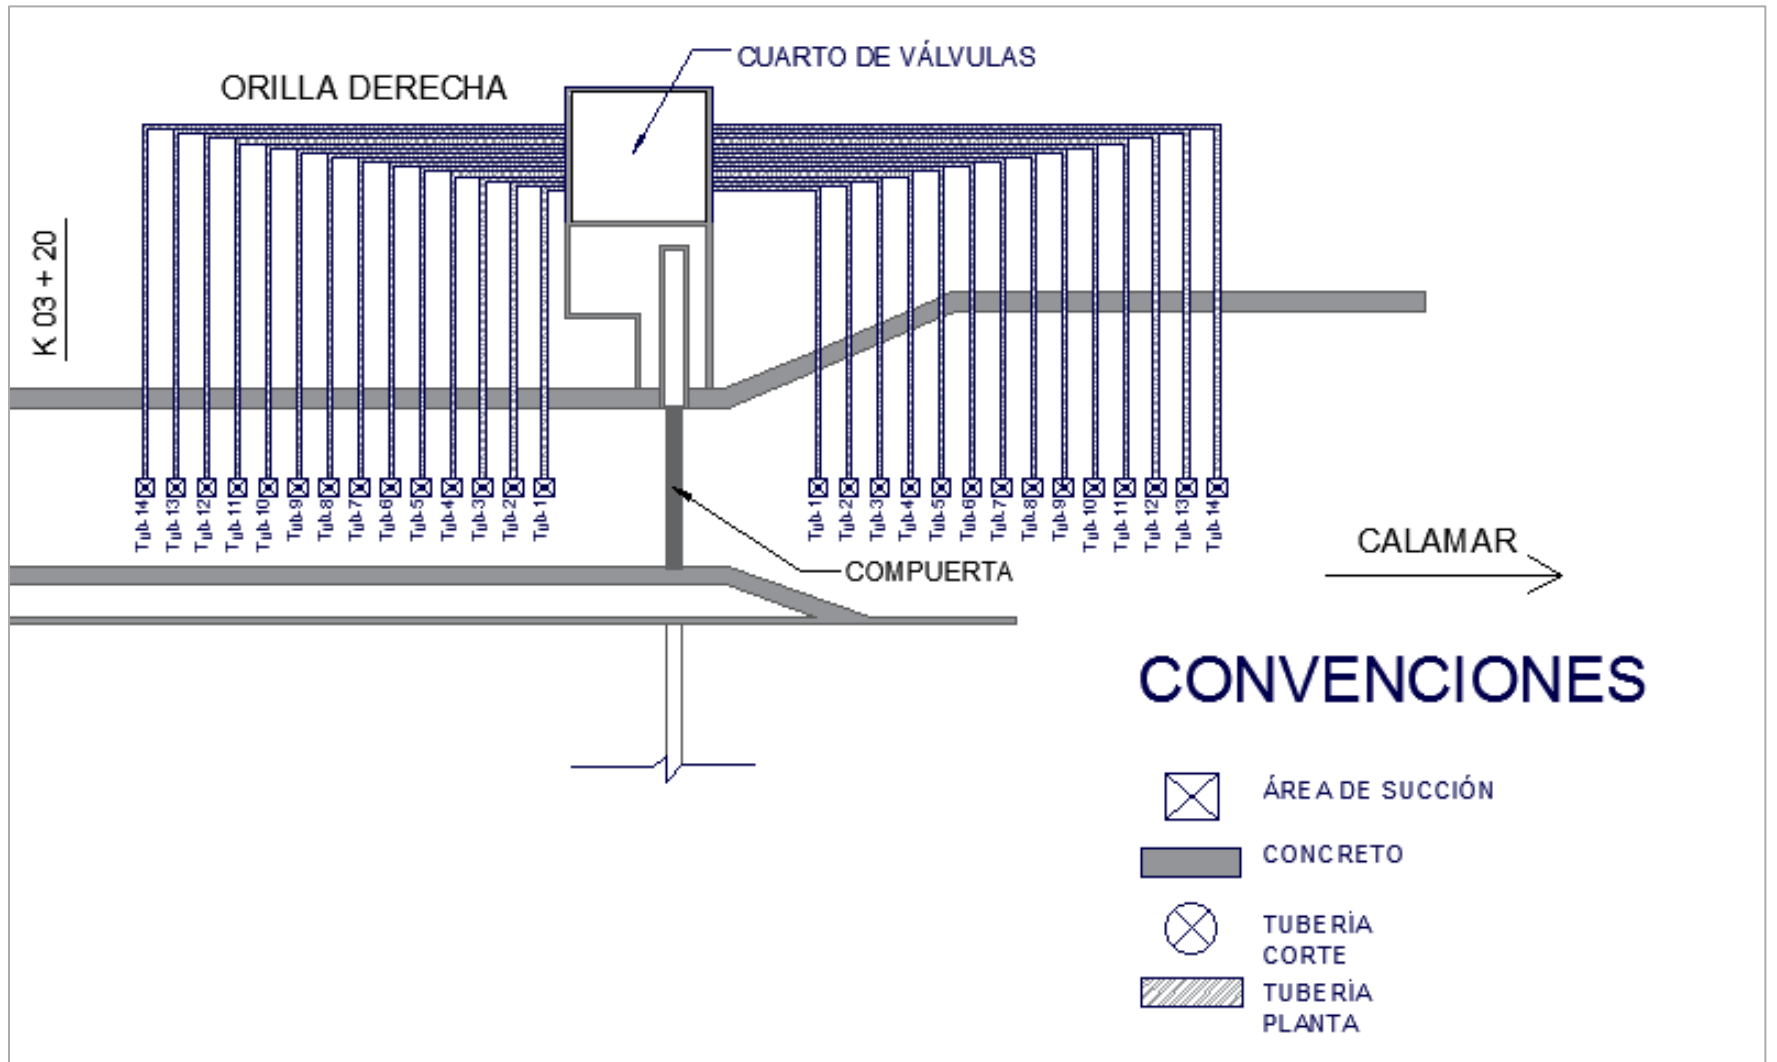 CUARTO DE VÁLVULAS
ORILLA DERECHA
K 03 + 20
Tub-14
Tub-13
Tub-12
Tub-11
Tub-10
Tub-9
Tub-8
Tub-7
Tub-6
Tub-5
Tub-4
Tub-3
Tub-2
Tub-1
Tub-1
Tub-2
Tub-3
Tub-4
Tub-5
Tub-6
Tub-7
Tub-8
Tub-9
Tub-10
Tub-11
Tub-12
Tub-13
Tub-14
CALAMAR
COMPUERTA
CONVENCIONES
ÁREA DE SUCCIÓN
CONCRETO
TUBERÍA
CORTE
TUBERÍA
PLANTA